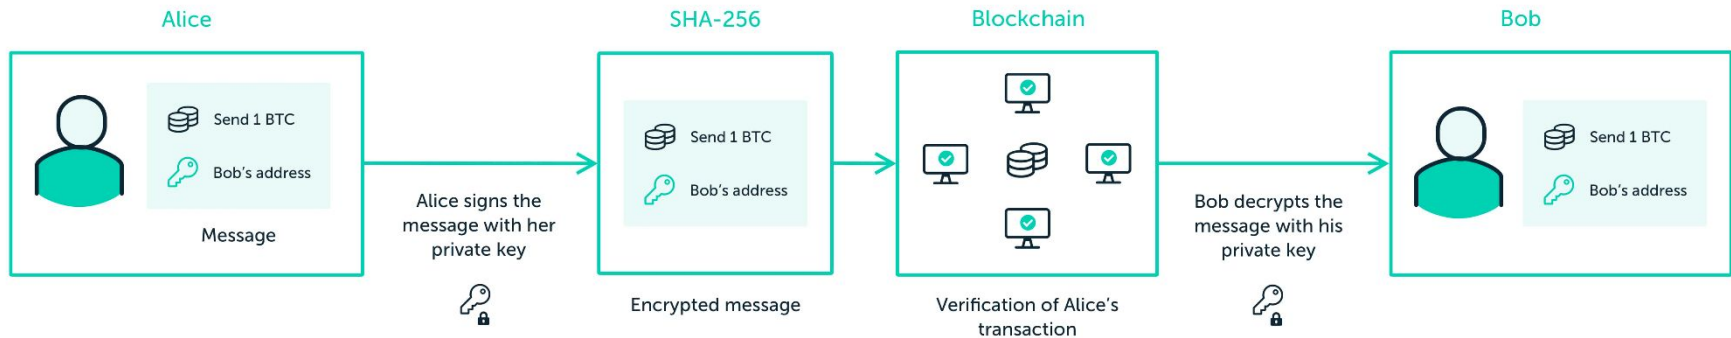 Alice
Send 1 BTC
Bob's address
Message
Alice signs the
message with her
private key
SHA-256
Send 1 BTC
Bob's address
Encrypted message
Blockchain
Verification of Alice's
transaction
Bob decrypts the
message with his
private key
Bob
Send 1 BTC
Bob's address